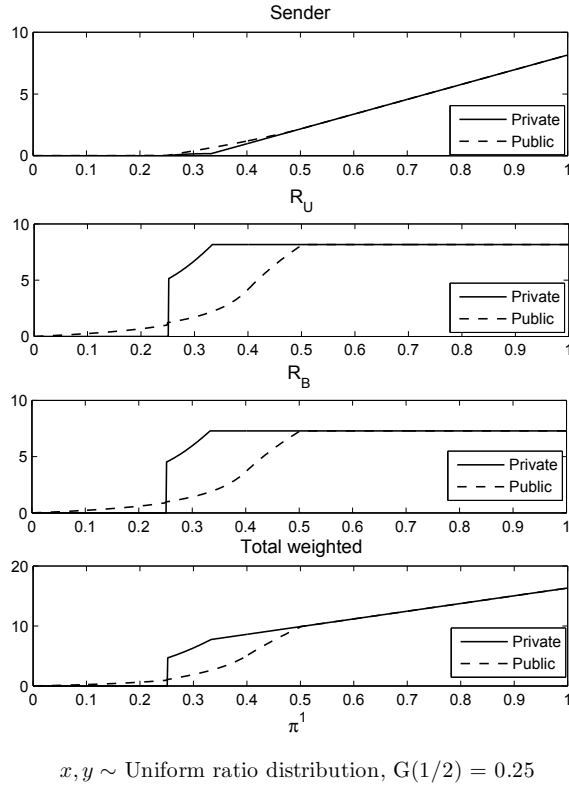 Sender
10
5
0
0 0.1 0.2 0.3 0.4 0.5 0.6 0.7 0.8 0.9 1
Private
Public
R_U
10
5
0
0 0.1 0.2 0.3 0.4 0.5 0.6 0.7 0.8 0.9 1
Private
Public
R_B
10
5
0
0 0.1 0.2 0.3 0.4 0.5 0.6 0.7 0.8 0.9 1
Private
Public
Total weighted
20
10
0
0 0.1 0.2 0.3 0.4 0.5 0.6 0.7 0.8 0.9 1
Private
Public
π¹
x, y ∼ Uniform ratio distribution, G(1/2) = 0.25